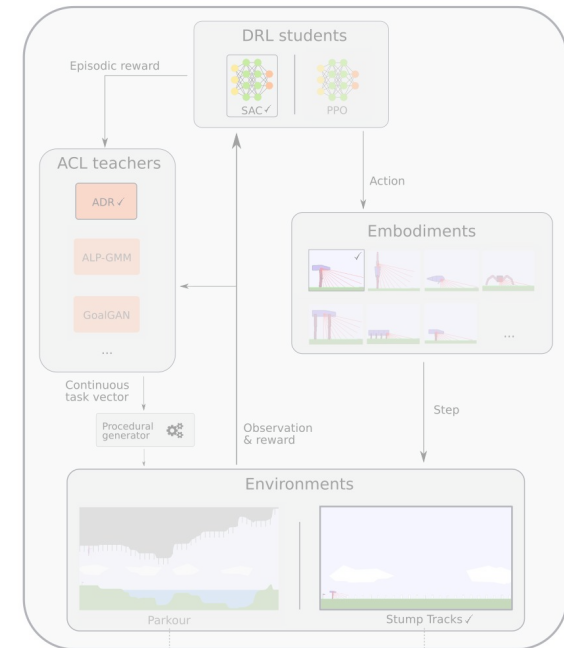 DRL students
SAC✓
PPO
Episodic reward
ACL teachers
ADR✓
ALP-GMM
GoalGAN
...
Action
Embodiments
✓
...
Continuous
task vector
Procedural
generator
Observation
& reward
Step
Environments
Parkour
Stump Tracks✓